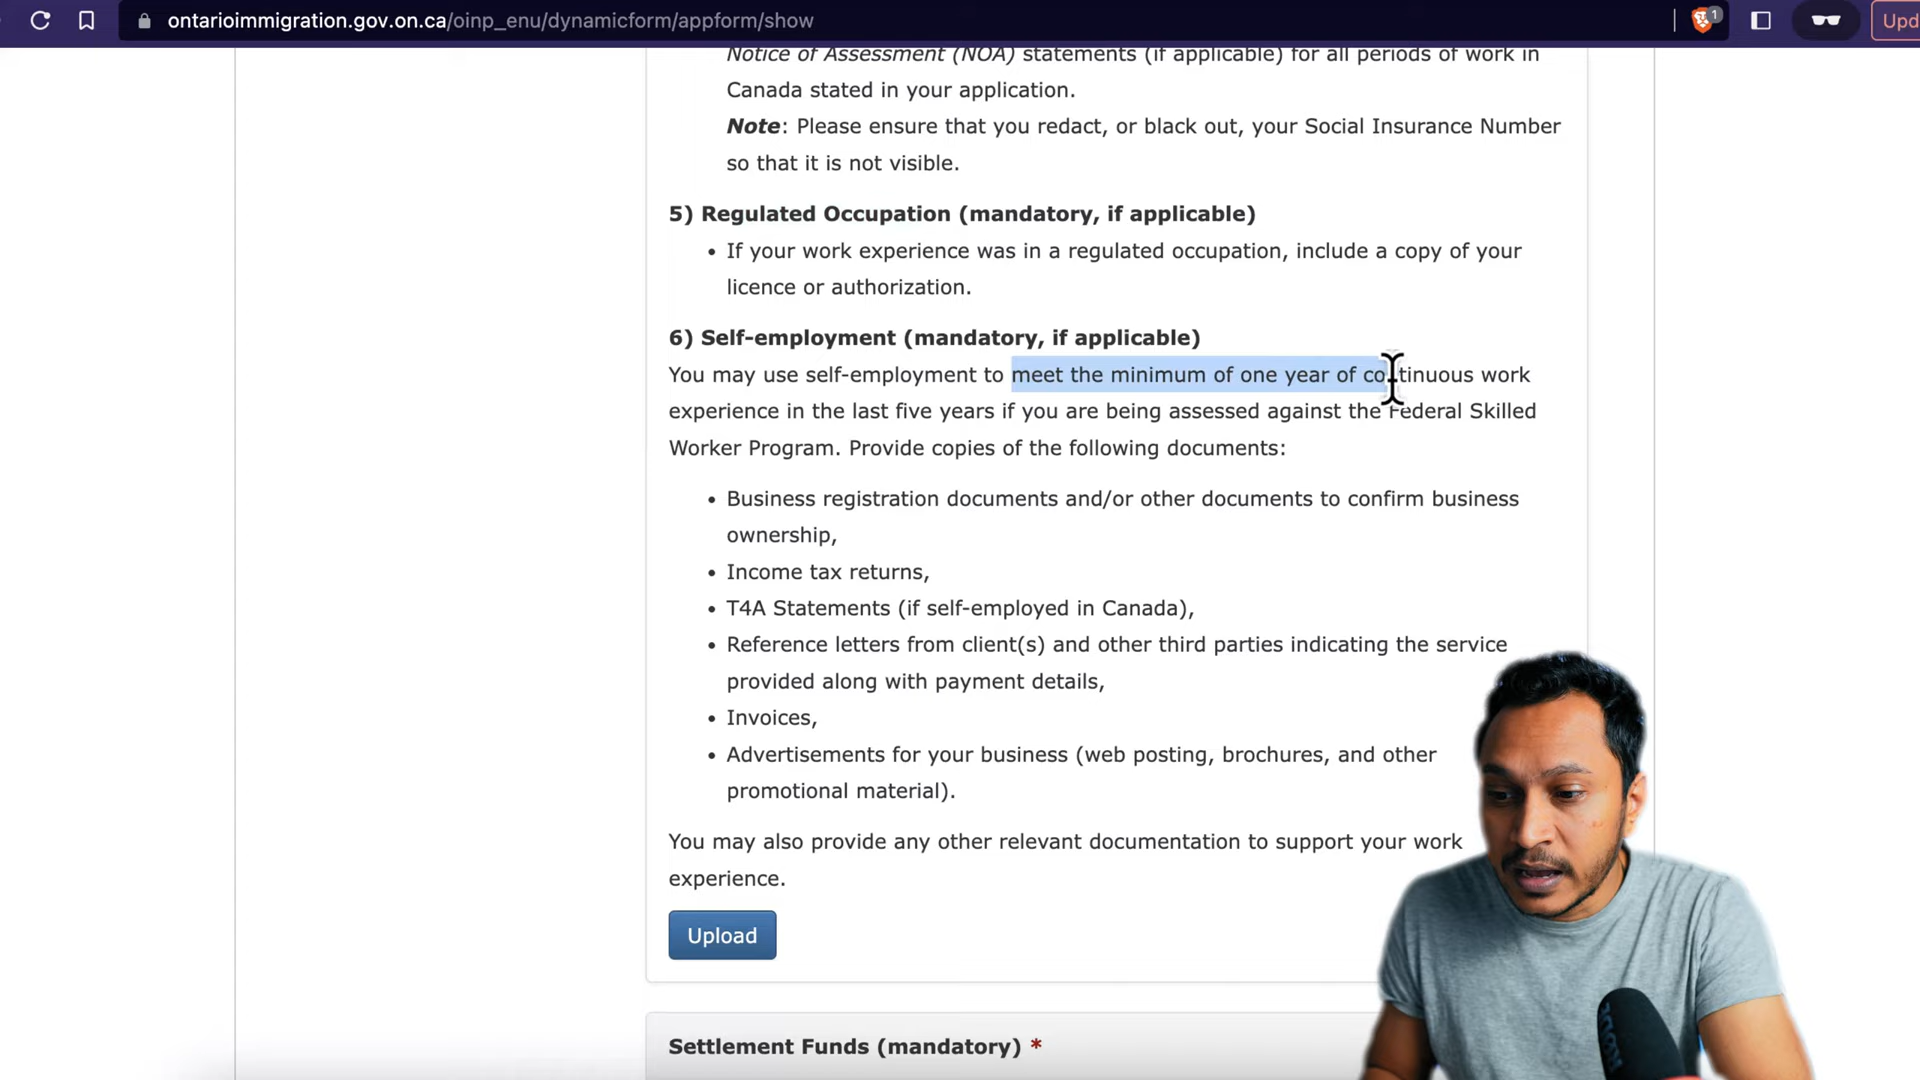 ontarioimmigration.gov.on.ca/oinp_enu/dynamicform/appform/show
1
Upd
Notice of Assessment (NOA) statements (if applicable) for all periods of work in
Canada stated in your application.
Note: Please ensure that you redact, or black out, your Social Insurance Number
so that it is not visible.
5) Regulated Occupation (mandatory, if applicable)
• If your work experience was in a regulated occupation, include a copy of your
licence or authorization.
6) Self-employment (mandatory, if applicable)
You may use self-employment to meet the minimum of one year of continuous work
experience in the last five years if you are being assessed against the Federal Skilled
Worker Program. Provide copies of the following documents:
• Business registration documents and/or other documents to confirm business
ownership,
• Income tax returns,
• T4A Statements (if self-employed in Canada),
• Reference letters from client(s) and other third parties indicating the service
provided along with payment details,
• Invoices,
• Advertisements for your business (web posting, brochures, and other
promotional material).
You may also provide any other relevant documentation to support your work
experience.
Upload
Settlement Funds (mandatory) *